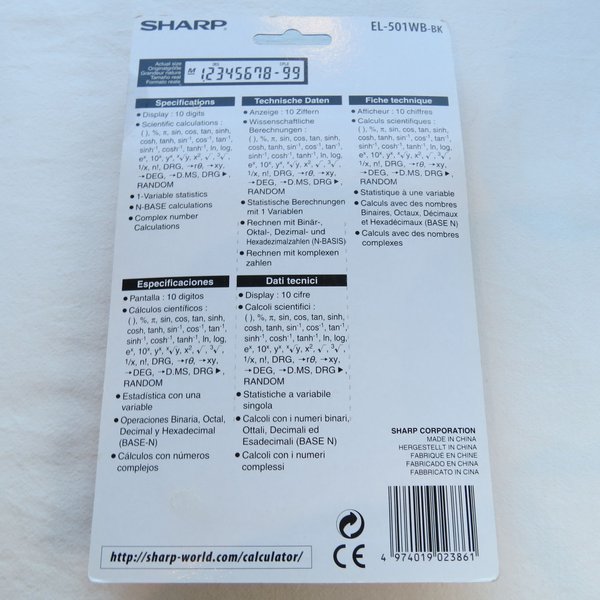 SHARP
EL-501WB-BK
Actual size
Originalgröße
Grandeur nature
Tamaño real
Formato reale
M 1.2345678-99
Specifications
• Display : 10 digits
• Scientific calculations :
( ), %, π, sin, cos, tan, sinh,
cosh, tanh, sin⁻¹, cos⁻¹, tan⁻¹,
sinh⁻¹, cosh⁻¹, tanh⁻¹, ln, log,
eˣ, 10ˣ, yˣ, ˣ√y, x², √, ³√,
1/x, n!, DRG, →rθ, →xy,
→DEG, →D.MS, DRG►,
RANDOM
• 1-Variable statistics
• N-BASE calculations
• Complex number
Calculations
Technische Daten
• Anzeige : 10 Ziffern
• Wissenschaftliche
Berechnungen :
( ), %, π, sin, cos, tan, sinh,
cosh, tanh, sin⁻¹, cos⁻¹, tan⁻¹,
sinh⁻¹, cosh⁻¹, tanh⁻¹, ln, log,
eˣ, 10ˣ, yˣ, ˣ√y, x², √, ³√,
1/x, n!, DRG, →rθ, →xy,
→DEG, →D.MS, DRG►,
RANDOM
• Statistische Berechnungen
mit 1 Variablen
• Rechnen mit Binär-,
Oktal-, Dezimal- und
Hexadezimalzahlen (N-BASIS)
• Rechnen mit komplexen
zahlen
Fiche technique
• Afficheur : 10 chiffres
• Calculs scientifiques :
( ), %, π, sin, cos, tan, sinh,
cosh, tanh, sin⁻¹, cos⁻¹, tan⁻¹,
sinh⁻¹, cosh⁻¹, tanh⁻¹, ln, log,
eˣ, 10ˣ, yˣ, ˣ√y, x², √, ³√,
1/x, n!, DRG, →rθ, →xy,
→DEG, →D.MS, DRG►,
RANDOM
• Statistique à une variable
• Calculs avec des nombres
Binaires, Octaux, Décimaux
et Hexadécimaux (BASE N)
• Calculs avec des nombres
complexes
Especificaciones
• Pantalla : 10 digitos
• Cálculos científicos :
( ), %, π, sin, cos, tan, sinh,
cosh, tanh, sin⁻¹, cos⁻¹, tan⁻¹,
sinh⁻¹, cosh⁻¹, tanh⁻¹, ln, log,
eˣ, 10ˣ, yˣ, ˣ√y, x², √, ³√,
1/x, n!, DRG, →rθ, →xy,
→DEG, →D.MS, DRG►,
RANDOM
• Estadística con una
variable
• Operaciones Binaria, Octal,
Decimal y Hexadecimal
(BASE-N)
• Cálculos con números
complejos
Dati tecnici
• Display : 10 cifre
• Calcoli scientifici :
( ), %, π, sin, cos, tan, sinh,
cosh, tanh, sin⁻¹, cos⁻¹, tan⁻¹,
sinh⁻¹, cosh⁻¹, tanh⁻¹, ln, log,
eˣ, 10ˣ, yˣ, ˣ√y, x², √, ³√,
1/x, n!, DRG, →rθ, →xy,
→DEG, →D.MS, DRG►,
RANDOM
• Statistiche a variabile
singola
• Calcoli con i numeri binari,
Ottali, Decimali ed
Esadecimali (BASE N)
• Calcoli con i numeri
complessi
SHARP CORPORATION
MADE IN CHINA
HERGESTELLT IN CHINA
FABRIQUÉ EN CHINE
FABRICADO EN CHINA
FABBRICATO IN CINA
CE
4 974019 023861
http://sharp-world.com/calculator/